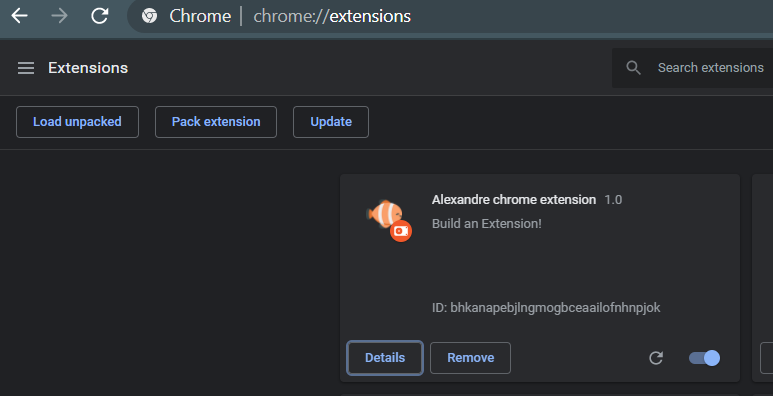 Chrome | chrome://extensions
Extensions
Search extensions
Load unpacked
Pack extension
Update
Alexandre chrome extension 1.0
Build an Extension!
ID: bhkanapebjlngmogbceaailofnhnpjok
Details
Remove